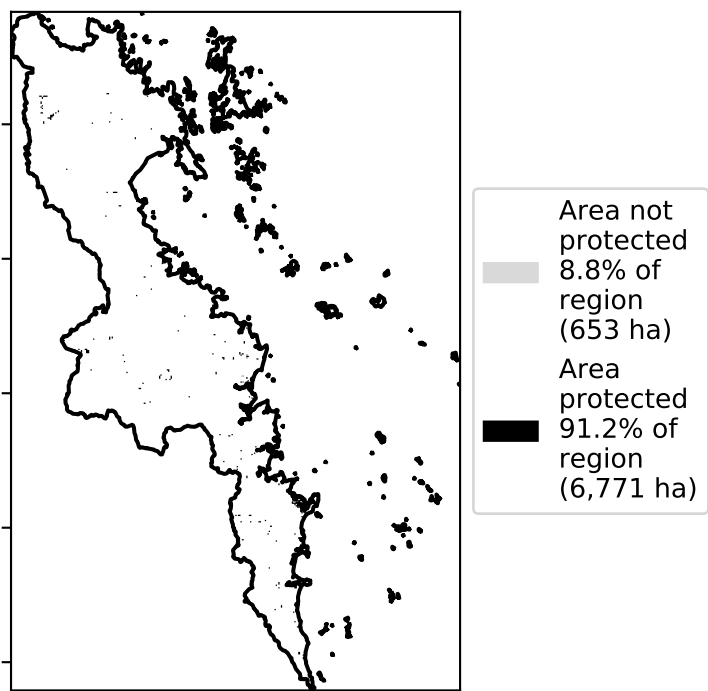 Area not
protected
8.8% of
region
(653 ha)
Area
protected
91.2% of
region
(6,771 ha)